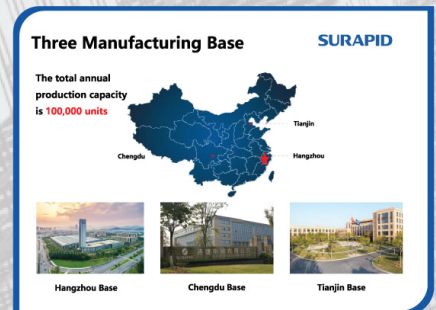 Three Manufacturing Base
SURAPID
The total annual
production capacity
is 100,000 units
Tianjin
Chengdu
Hangzhou
Hangzhou Base
Chengdu Base
Tianjin Base